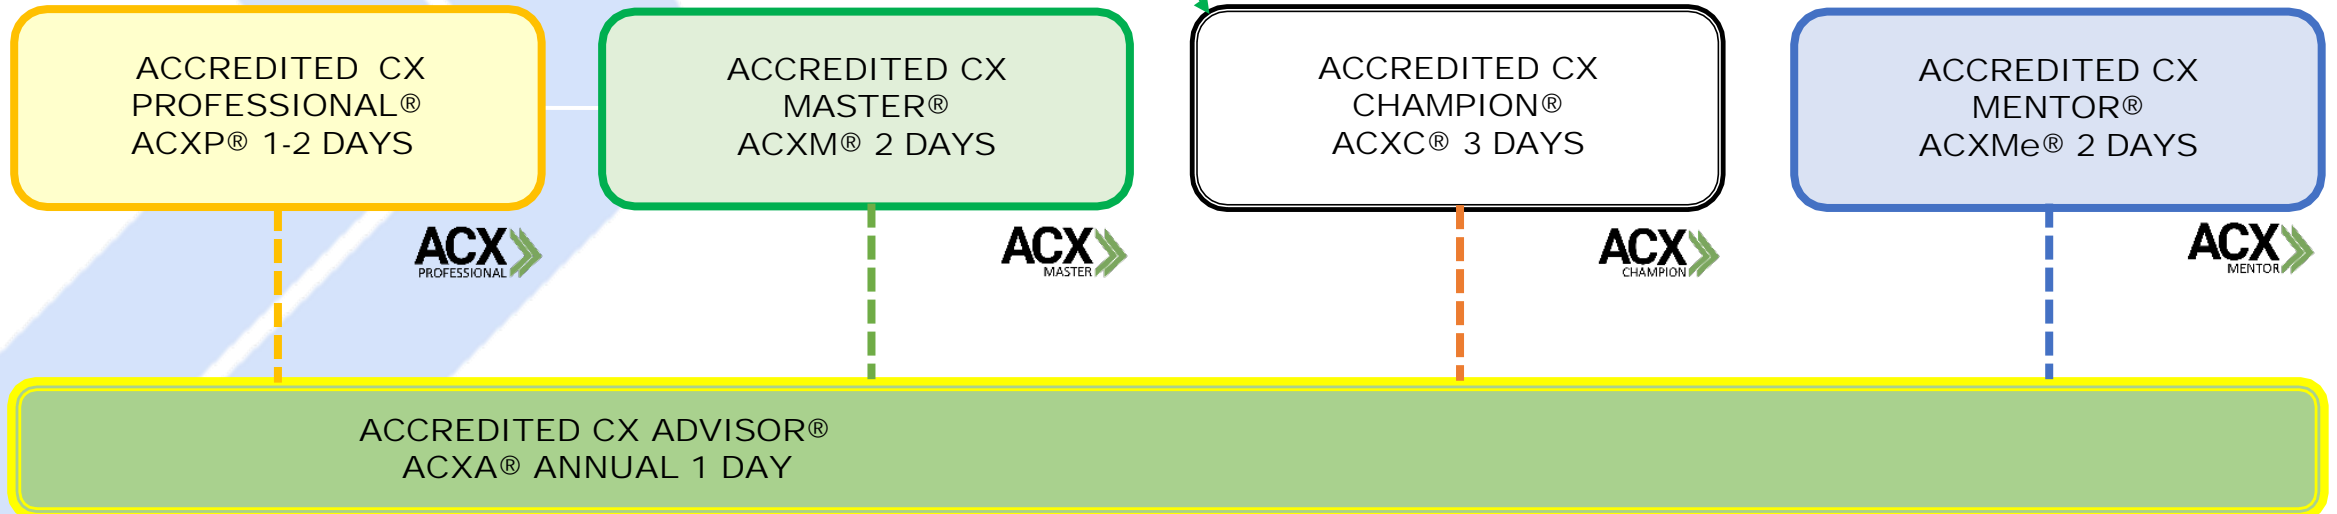 ACCREDITED CX
PROFESSIONAL®
ACXP® 1-2 DAYS
ACCREDITED CX
MASTER®
ACXM® 2 DAYS
ACCREDITED CX
CHAMPION®
ACXC® 3 DAYS
ACCREDITED CX
MENTOR®
ACXMe® 2 DAYS
ACX
PROFESSIONAL
ACX
MASTER
ACX
CHAMPION
ACX
MENTOR
ACCREDITED CX ADVISOR®
ACXA® ANNUAL 1 DAY